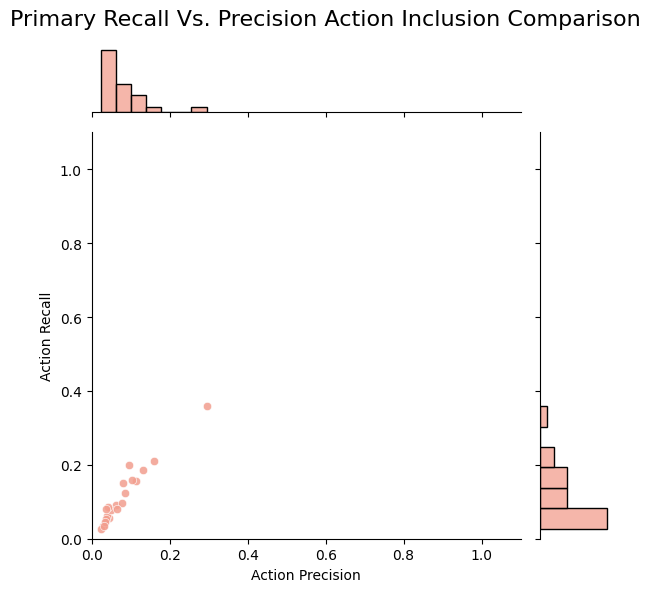 Primary Recall Vs. Precision Action Inclusion Comparison
1.0
0.8
0.6
0.4
0.2
0.0
Action Recall
0.0 0.2 0.4 0.6 0.8 1.0
Action Precision